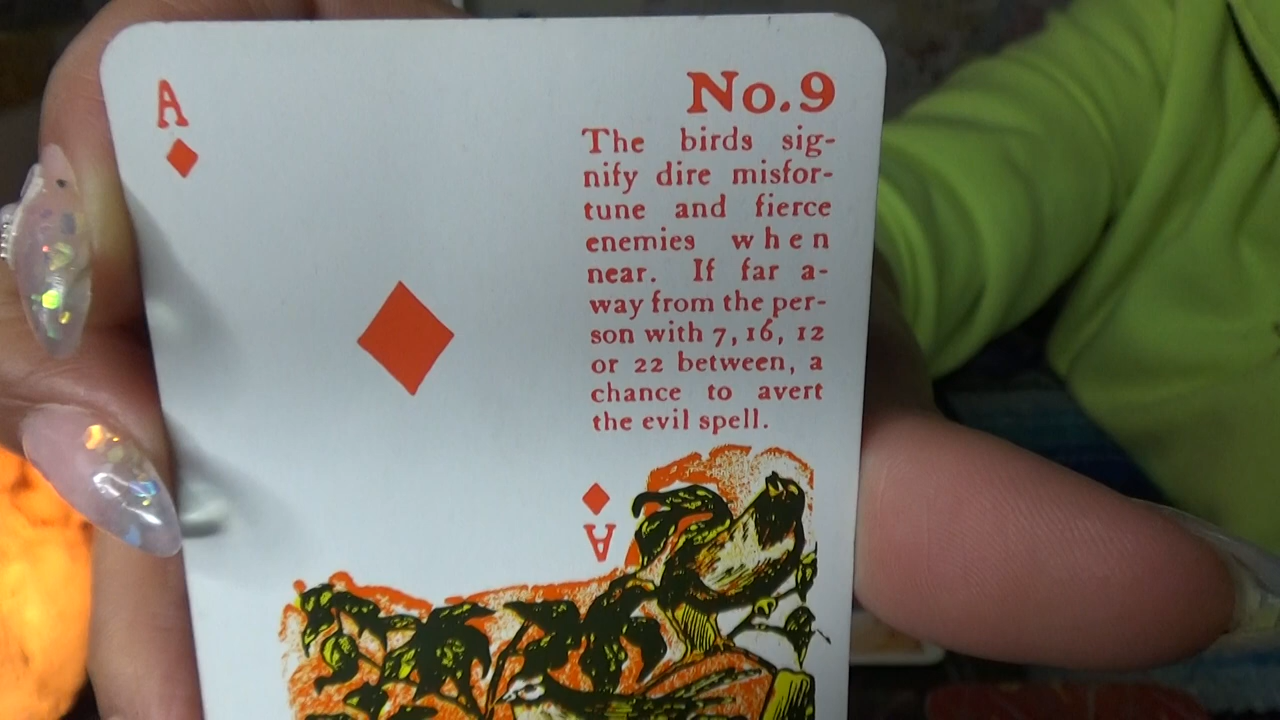 A
No.9
The birds sig-
nify dire misfor-
tune and fierce
enemies when
near. If far a-
way from the per-
son with 7, 16, 12
or 22 between, a
chance to avert
the evil spell.
A